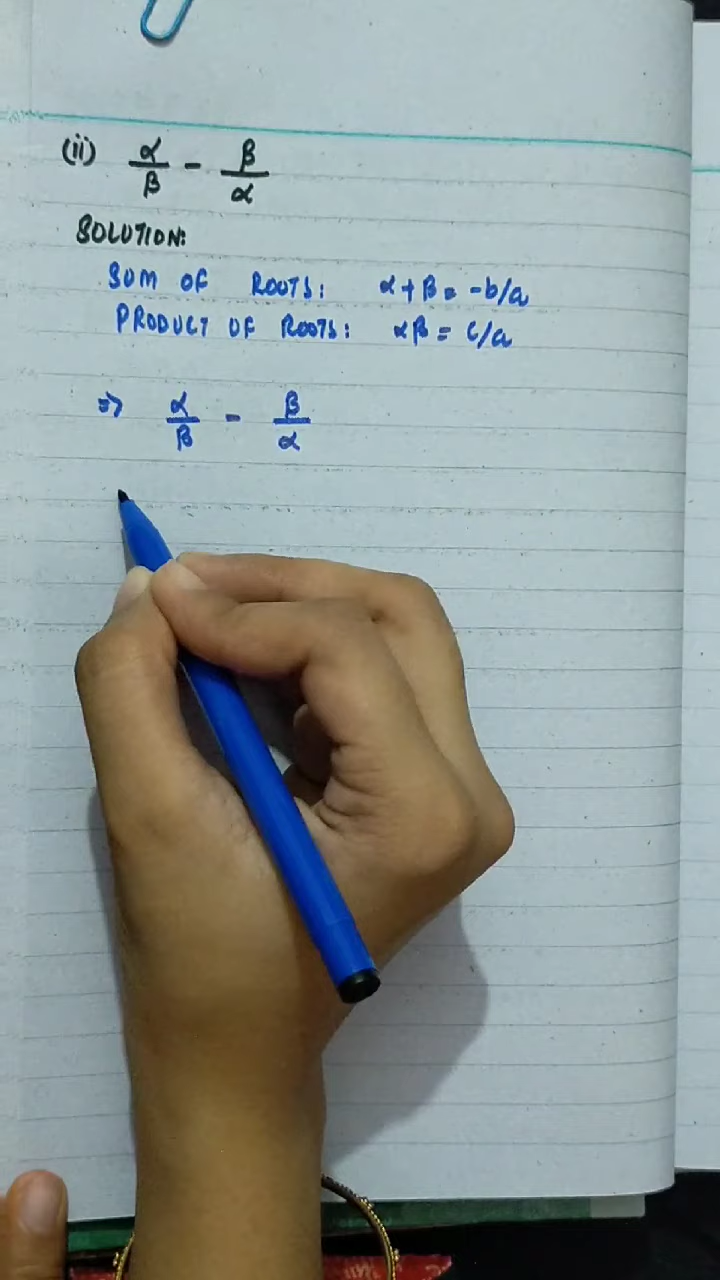 (ii) α/β - β/α
SOLUTION:
SUM OF ROOTS: α+β = -b/a
PRODUCT OF ROOTS: αβ = c/a
⇒ α/β - β/α